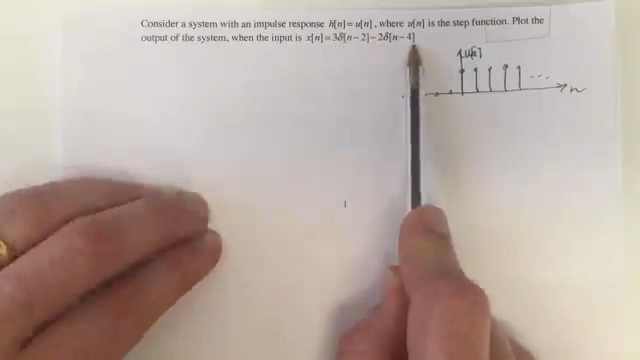 Consider a system with an impulse response h[n]=u[n], where u[n] is the step function. Plot the
output of the system, when the input is x[n]=3δ[n−2]−2δ[n−4]
u[n]
...
n
1